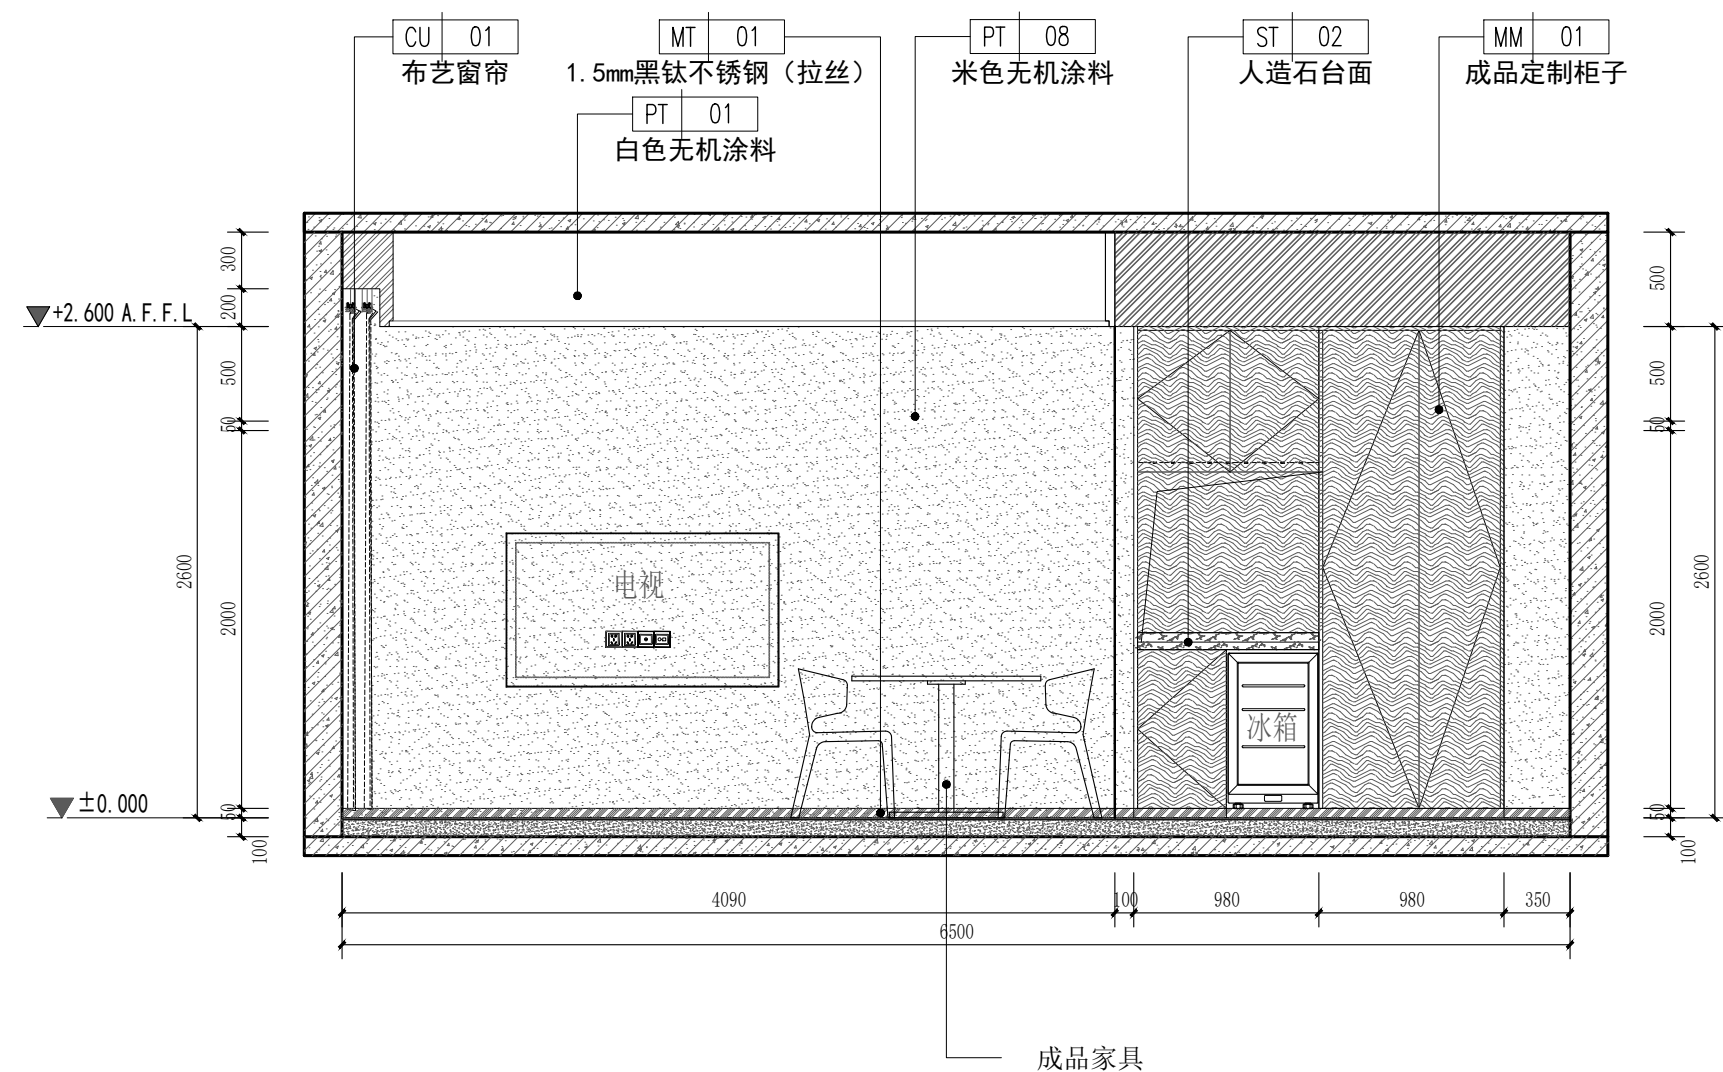 CU 01
布艺窗帘
MT 01
1.5mm黑钛不锈钢（拉丝）
PT 01
白色无机涂料
PT 08
米色无机涂料
ST 02
人造石台面
MM 01
成品定制柜子
300
200
+2.600 A.F.F.L
500
50
2600
2000
±0.000
50
100
电视
冰箱
500
500
50
2600
2000
50
100
4090
100
980
980
350
6500
成品家具